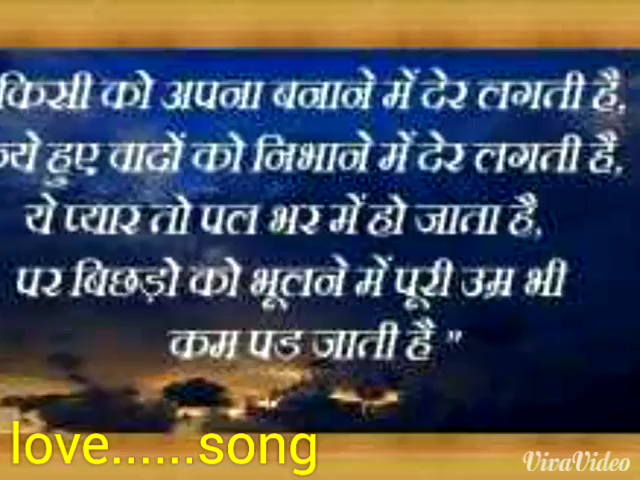 किसी को अपना बनाने में देर लगती है,
हुए वादों को निभाने में देर लगती है,
ये प्यार तो पल भर में हो जाता है,
पर बिछड़ो को भूलने में पूरी उम्र भी
कम पड जाती है "
love......song
VivaVideo